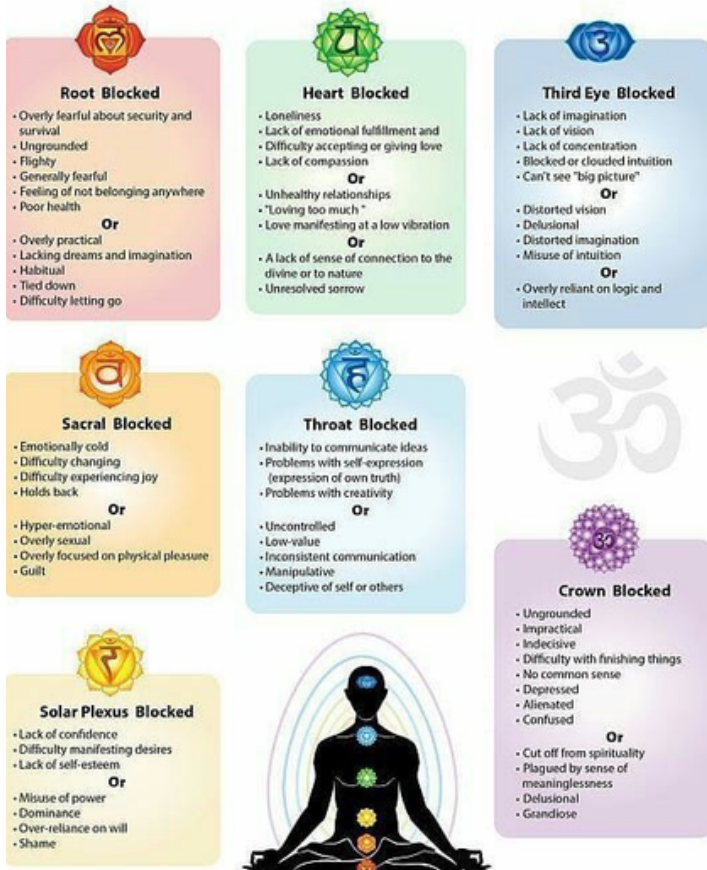 Root Blocked
• Overly fearful about security and
survival
• Ungrounded
• Flighty
• Generally fearful
• Feeling of not belonging anywhere
• Poor health
Or
• Overly practical
• Lacking dreams and imagination
• Habitual
• Tied down
• Difficulty letting go
Heart Blocked
• Loneliness
• Lack of emotional fulfillment and
• Difficulty accepting or giving love
• Lack of compassion
Or
• Unhealthy relationships
• "Loving too much "
• Love manifesting at a low vibration
Or
• A lack of sense of connection to the
divine or to nature
• Unresolved sorrow
Third Eye Blocked
• Lack of imagination
• Lack of vision
• Lack of concentration
• Blocked or clouded intuition
• Can't see "big picture"
Or
• Distorted vision
• Delusional
• Distorted imagination
• Misuse of intuition
Or
• Overly reliant on logic and
intellect
Sacral Blocked
• Emotionally cold
• Difficulty changing
• Difficulty experiencing joy
• Holds back
Or
• Hyper-emotional
• Overly sexual
• Overly focused on physical pleasure
• Guilt
Throat Blocked
• Inability to communicate ideas
• Problems with self-expression
(expression of own truth)
• Problems with creativity
Or
• Uncontrolled
• Low-value
• Inconsistent communication
• Manipulative
• Deceptive of self or others
ॐ
Crown Blocked
• Ungrounded
• Impractical
• Indecisive
• Difficulty with finishing things
• No common sense
• Depressed
• Alienated
• Confused
Or
• Cut off from spirituality
• Plagued by sense of
meaninglessness
• Delusional
• Grandiose
Solar Plexus Blocked
• Lack of confidence
• Difficulty manifesting desires
• Lack of self-esteem
Or
• Misuse of power
• Dominance
• Over-reliance on will
• Shame